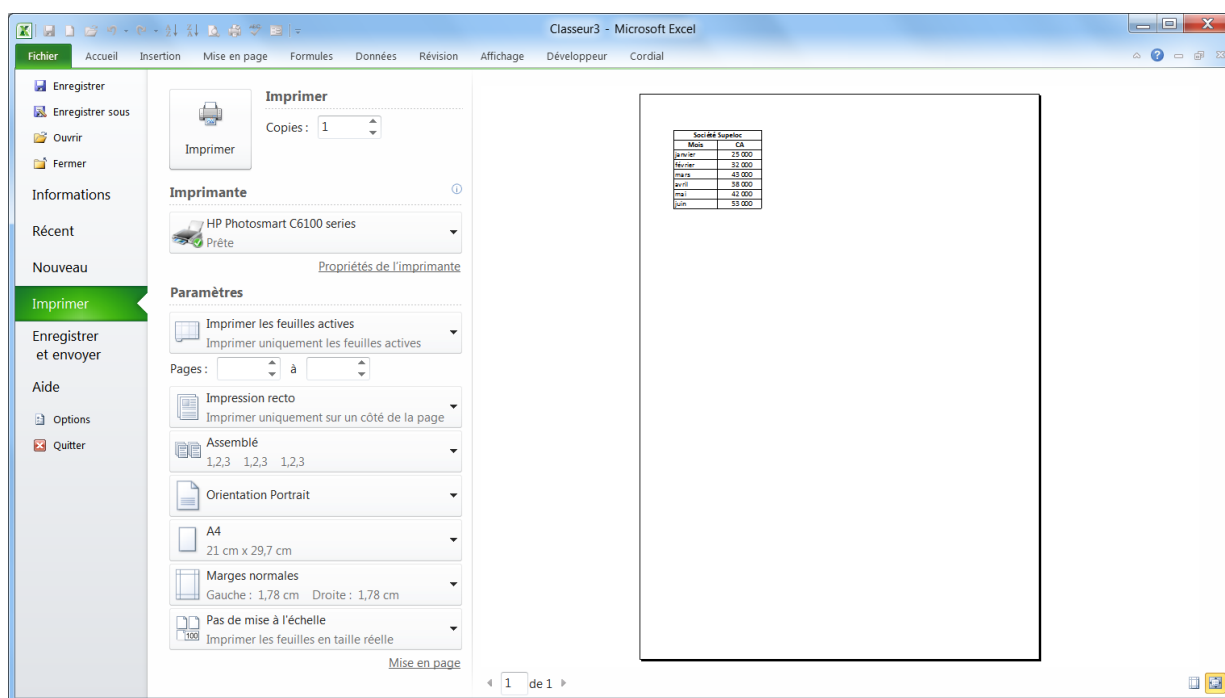 Classeur3 - Microsoft Excel
Fichier Accueil Insertion Mise en page Formules Données Révision Affichage Développeur Cordial
Enregistrer
Enregistrer sous
Ouvrir
Fermer
Informations
Récent
Nouveau
Imprimer
Enregistrer
et envoyer
Aide
Options
Quitter
Imprimer
Imprimer
Copies : 1
Imprimante
HP Photosmart C6100 series
Prête
Propriétés de l'imprimante
Paramètres
Imprimer les feuilles actives
Imprimer uniquement les feuilles actives
Pages : à
Impression recto
Imprimer uniquement sur un côté de la page
Assemblé
1,2,3 1,2,3 1,2,3
Orientation Portrait
A4
21 cm x 29,7 cm
Marges normales
Gauche : 1,78 cm Droite : 1,78 cm
100
Pas de mise à l'échelle
Imprimer les feuilles en taille réelle
Mise en page
Société Supeloc
Mois CA
janvier 25 000
février 32 000
mars 43 000
avril 38 000
mai 42 000
juin 53 000
1 de 1